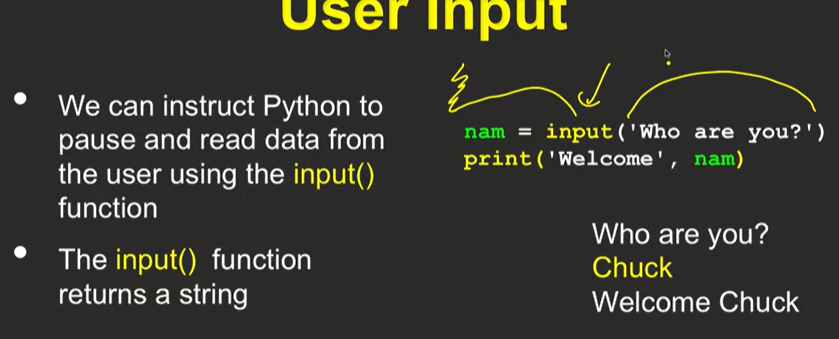 User Input
• We can instruct Python to
pause and read data from
the user using the input()
function
• The input() function
returns a string
nam = input('Who are you?')
print('Welcome', nam)
Who are you?
Chuck
Welcome Chuck